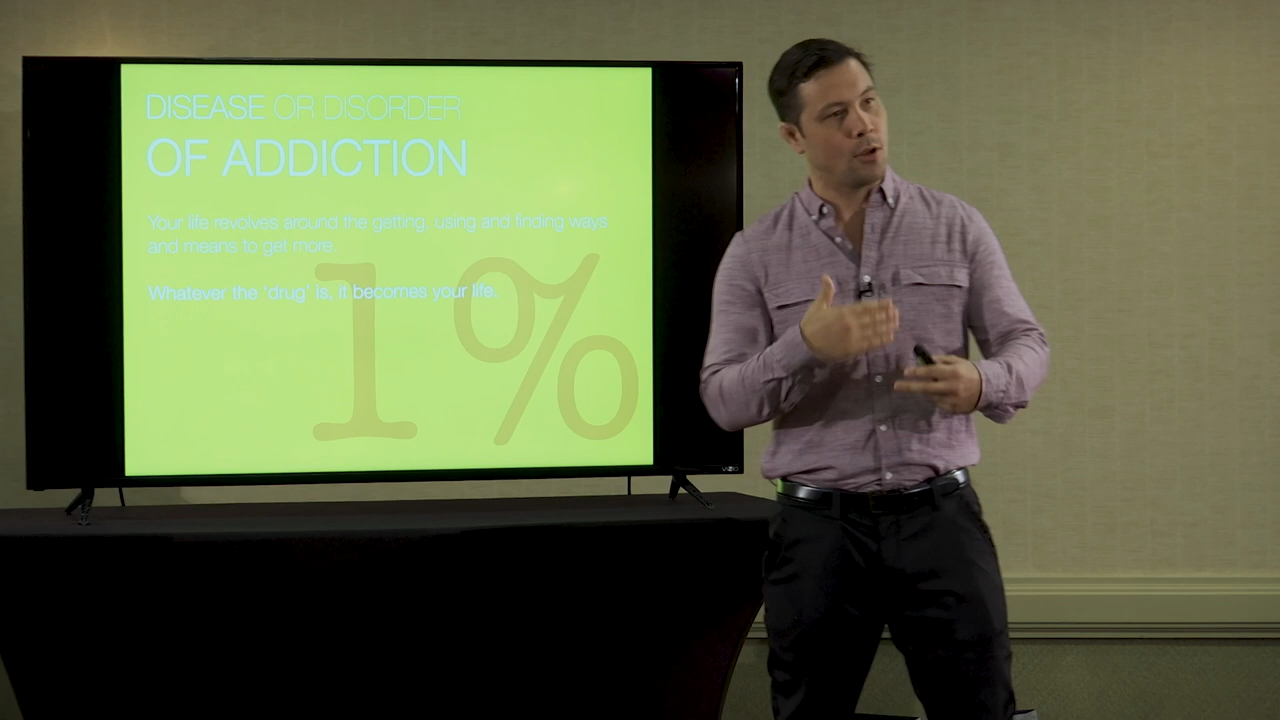 DISEASE OR DISORDER
OF ADDICTION
Your life revolves around the getting, using and finding ways
and means to get more.
Whatever the 'drug' is, it becomes your life.
1%
VIZIO